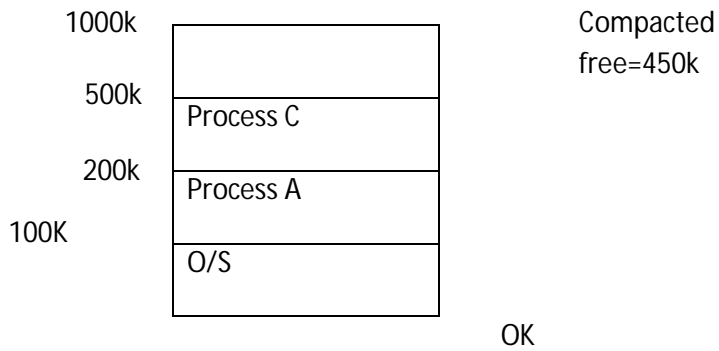 1000k
Compacted
free=450k
500k
Process C
200k
Process A
100K
O/S
OK